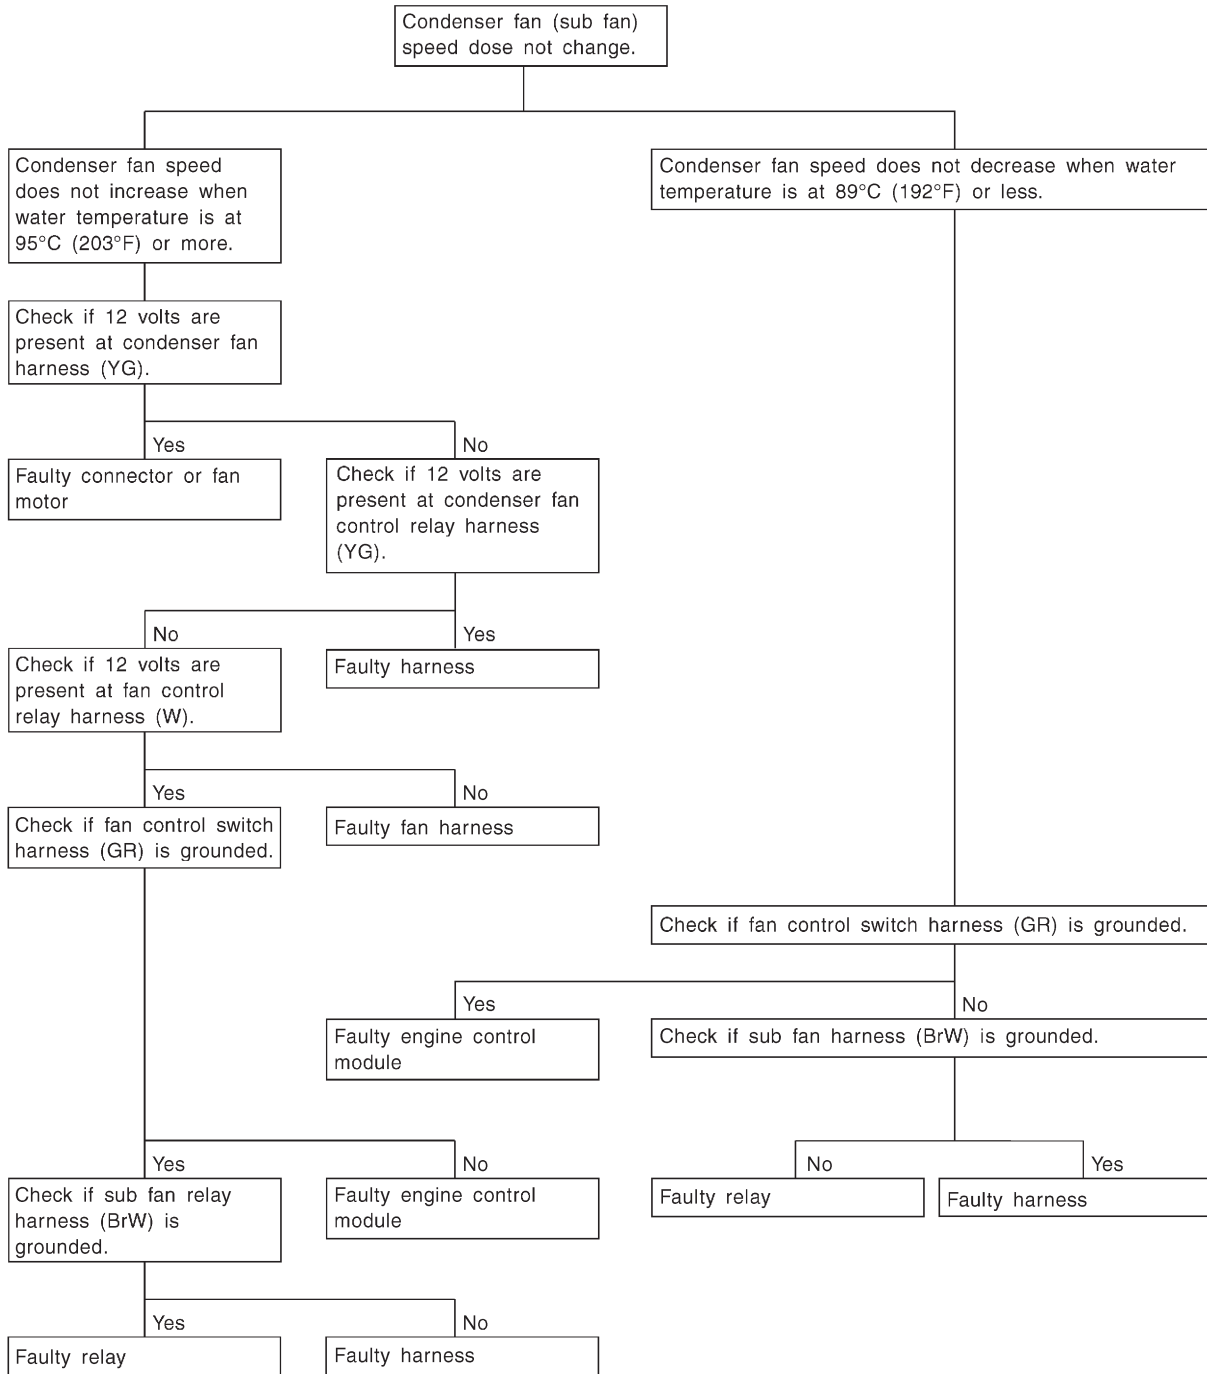 Condenser fan (sub fan)
speed dose not change.
Condenser fan speed
does not increase when
water temperature is at
95°C (203°F) or more.
Condenser fan speed does not decrease when water
temperature is at 89°C (192°F) or less.
Check if 12 volts are
present at condenser fan
harness (YG).
Yes
No
Faulty connector or fan
motor
Check if 12 volts are
present at condenser fan
control relay harness
(YG).
No
Yes
Check if 12 volts are
present at fan control
relay harness (W).
Faulty harness
Yes
No
Check if fan control switch
harness (GR) is grounded.
Faulty fan harness
Check if fan control switch harness (GR) is grounded.
Yes
No
Faulty engine control
module
Check if sub fan harness (BrW) is grounded.
Yes
No
No
Yes
Check if sub fan relay
harness (BrW) is
grounded.
Faulty engine control
module
Faulty relay
Faulty harness
Yes
No
Faulty relay
Faulty harness